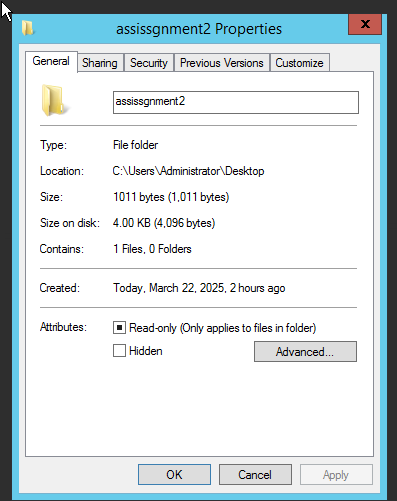 assissgnment2 Properties
x
General Sharing Security Previous Versions Customize
assissgnment2
Type: File folder
Location: C:\Users\Administrator\Desktop
Size: 1011 bytes (1,011 bytes)
Size on disk: 4.00 KB (4,096 bytes)
Contains: 1 Files, 0 Folders
Created: Today, March 22, 2025, 2 hours ago
Attributes: Read-only (Only applies to files in folder)
Hidden Advanced...
OK Cancel Apply